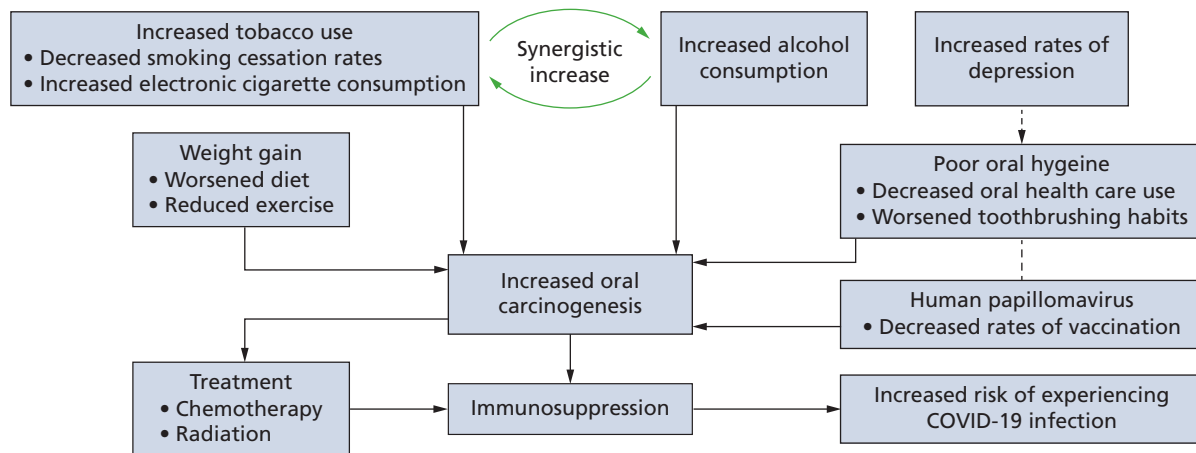 Increased tobacco use
• Decreased smoking cessation rates
• Increased electronic cigarette consumption
Synergistic
increase
Increased alcohol
consumption
Increased rates of
depression
Weight gain
• Worsened diet
• Reduced exercise
Poor oral hygeine
• Decreased oral health care use
• Worsened toothbrushing habits
Increased oral
carcinogenesis
Human papillomavirus
• Decreased rates of vaccination
Treatment
• Chemotherapy
• Radiation
Immunosuppression
Increased risk of experiencing
COVID-19 infection